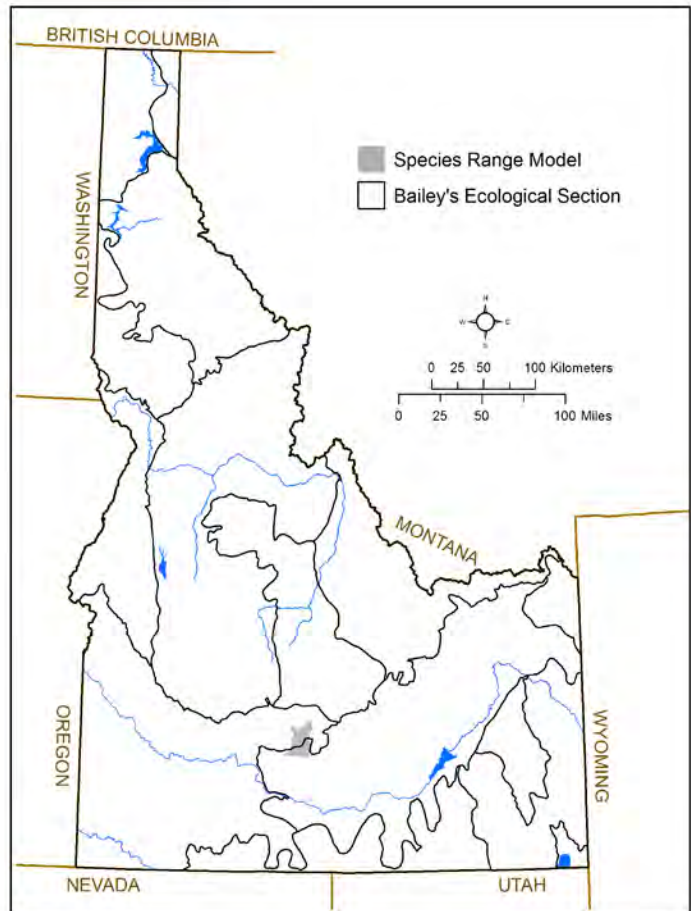 BRITISH COLUMBIA
WASHINGTON
Species Range Model
Bailey's Ecological Section
N
W E
S
0 25 50 100 Kilometers
0 25 50 100 Miles
MONTANA
OREGON
WYOMING
NEVADA
UTAH